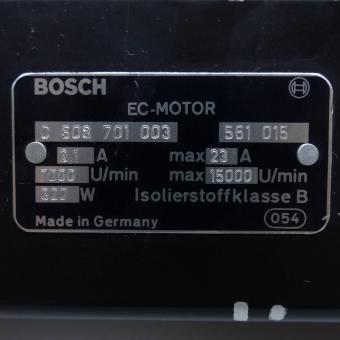 BOSCH
EC-MOTOR
0 608 701 003 561 015
3,1 A max 23 A
7000 U/min max 15000 U/min
320 W Isolierstoffklasse B
Made in Germany 054